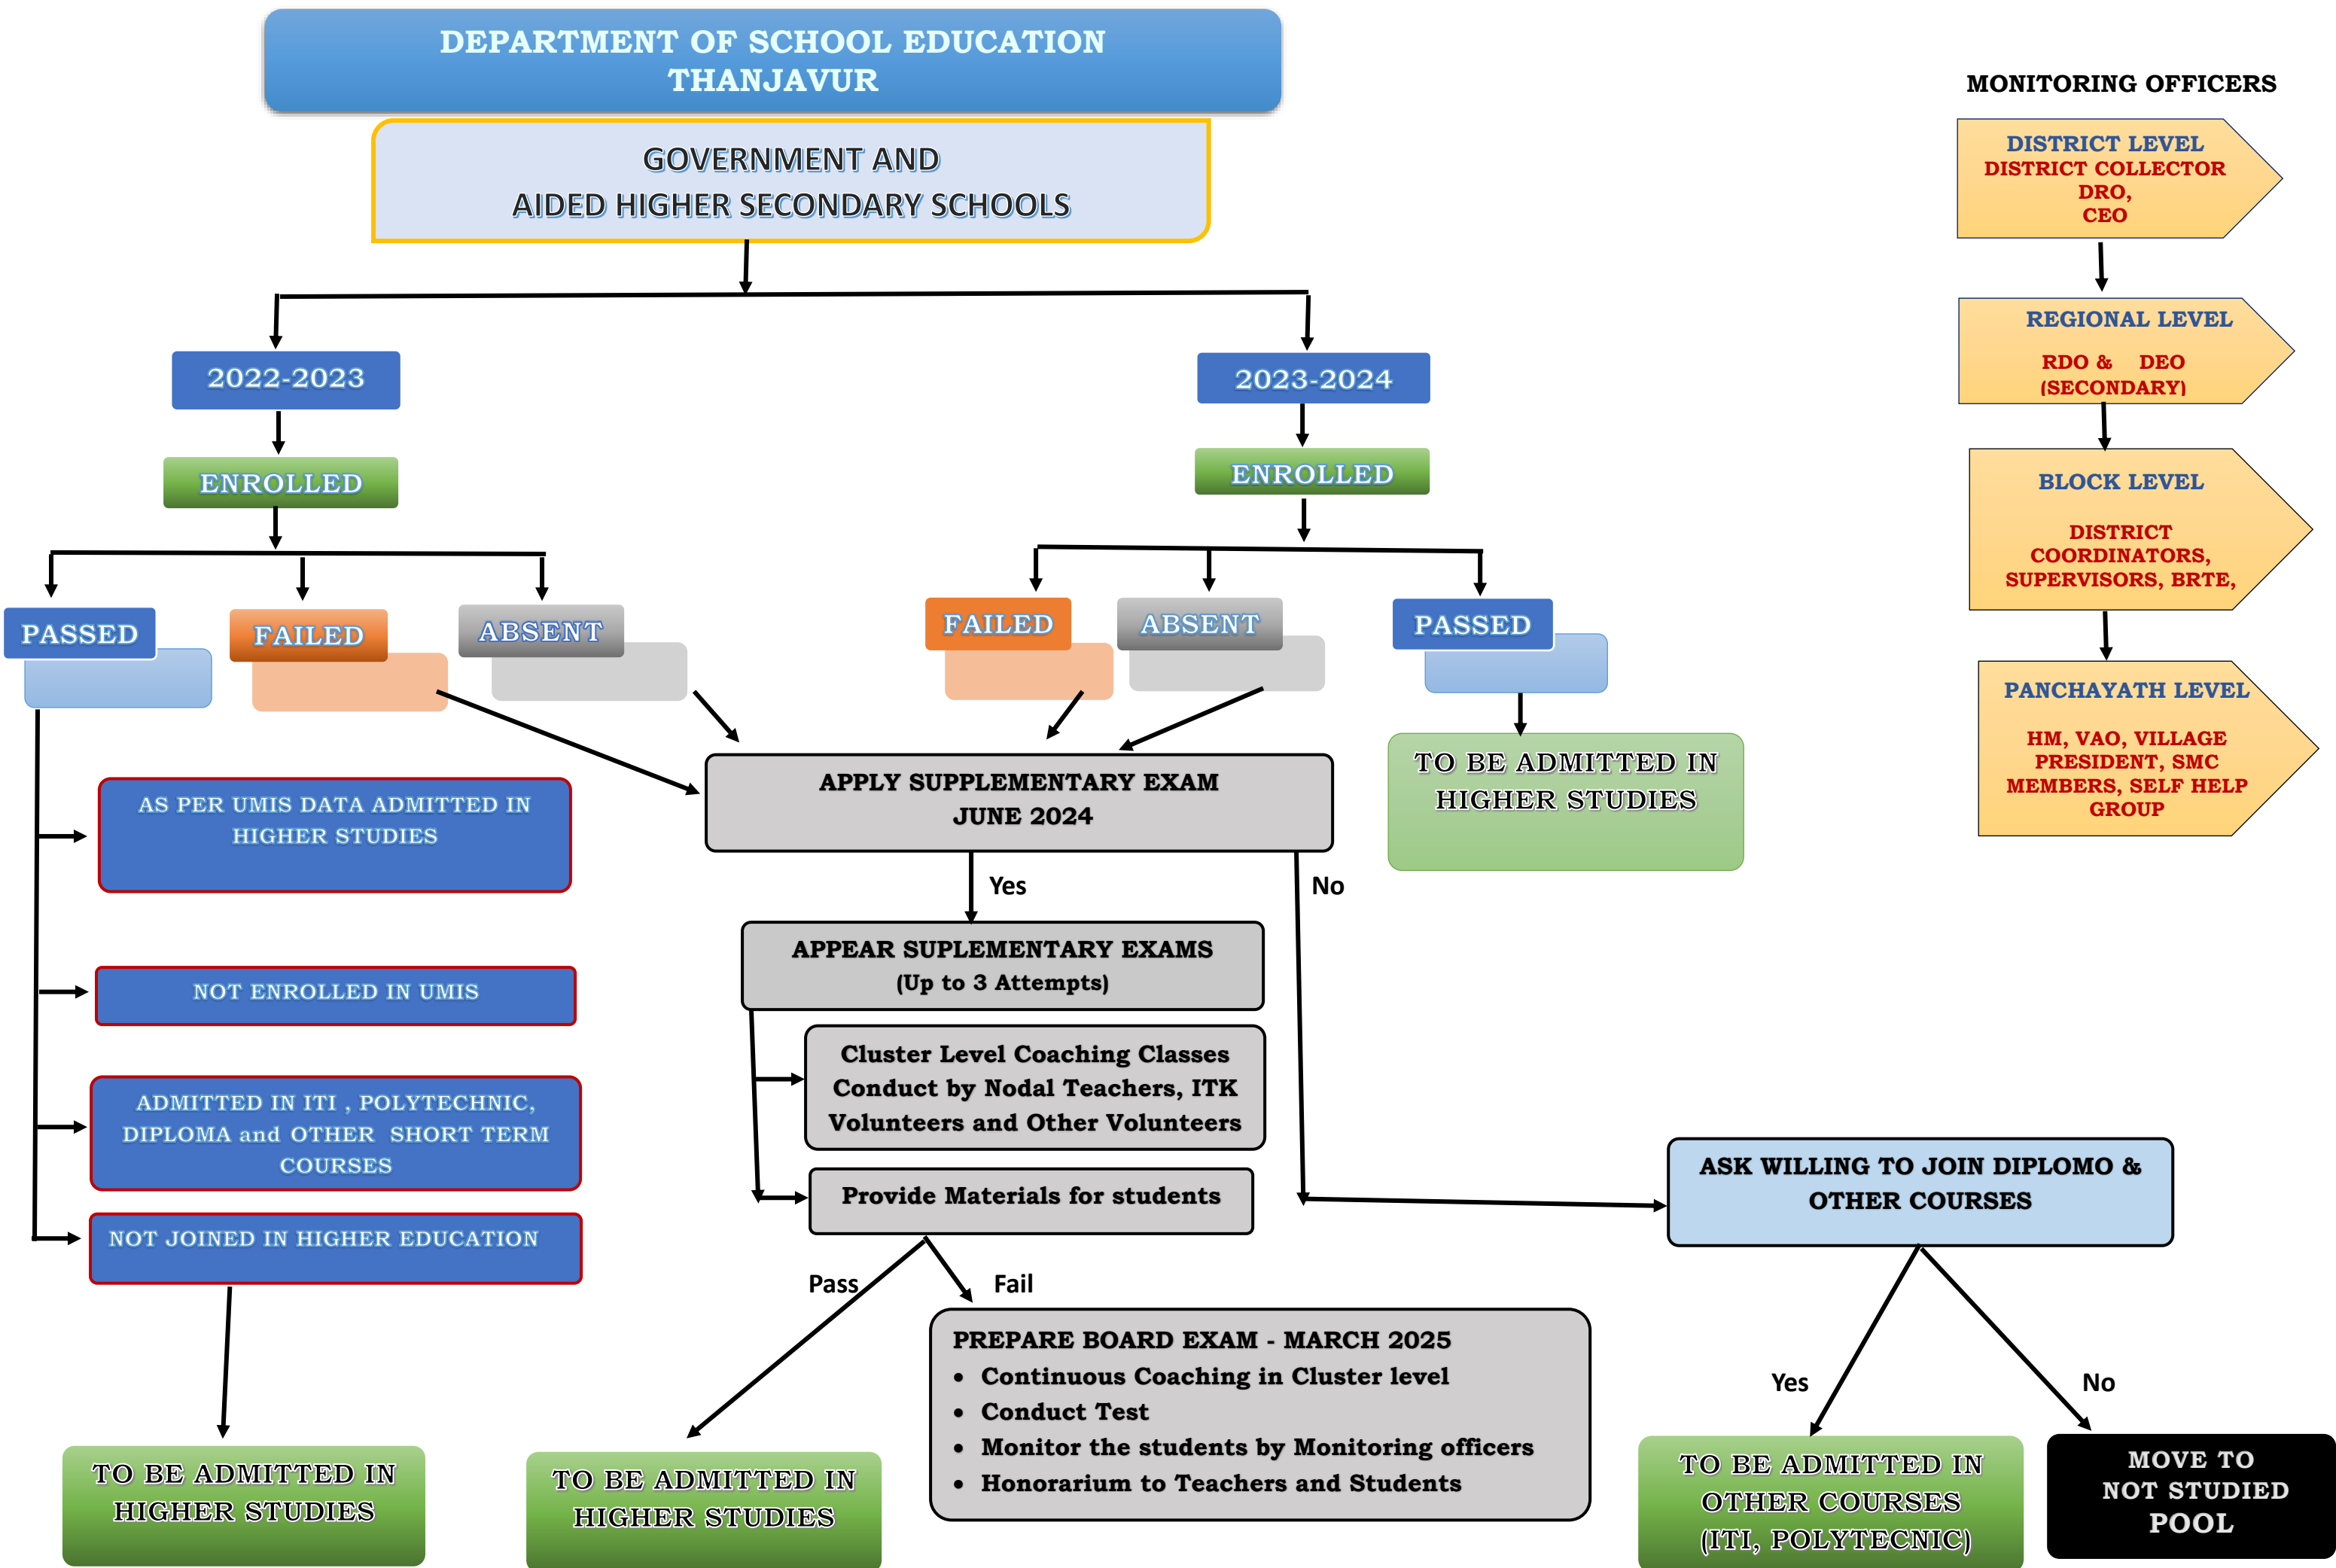 DEPARTMENT OF SCHOOL EDUCATION
THANJAVUR
GOVERNMENT AND
AIDED HIGHER SECONDARY SCHOOLS
2022-2023
ENROLLED
PASSED
FAILED
ABSENT
2023-2024
ENROLLED
FAILED
ABSENT
PASSED
AS PER UMIS DATA ADMITTED IN
HIGHER STUDIES
NOT ENROLLED IN UMIS
ADMITTED IN ITI , POLYTECHNIC,
DIPLOMA and OTHER SHORT TERM
COURSES
NOT JOINED IN HIGHER EDUCATION
TO BE ADMITTED IN
HIGHER STUDIES
APPLY SUPPLEMENTARY EXAM
JUNE 2024
Yes
No
APPEAR SUPLEMENTARY EXAMS
(Up to 3 Attempts)
Cluster Level Coaching Classes
Conduct by Nodal Teachers, ITK
Volunteers and Other Volunteers
Provide Materials for students
Pass
Fail
TO BE ADMITTED IN
HIGHER STUDIES
PREPARE BOARD EXAM - MARCH 2025
• Continuous Coaching in Cluster level
• Conduct Test
• Monitor the students by Monitoring officers
• Honorarium to Teachers and Students
TO BE ADMITTED IN
HIGHER STUDIES
ASK WILLING TO JOIN DIPLOMO &
OTHER COURSES
Yes
No
TO BE ADMITTED IN
OTHER COURSES
(ITI, POLYTECNIC)
MOVE TO
NOT STUDIED
POOL
MONITORING OFFICERS
DISTRICT LEVEL
DISTRICT COLLECTOR
DRO,
CEO
REGIONAL LEVEL
RDO & DEO
(SECONDARY)
BLOCK LEVEL
DISTRICT
COORDINATORS,
SUPERVISORS, BRTE,
PANCHAYATH LEVEL
HM, VAO, VILLAGE
PRESIDENT, SMC
MEMBERS, SELF HELP
GROUP